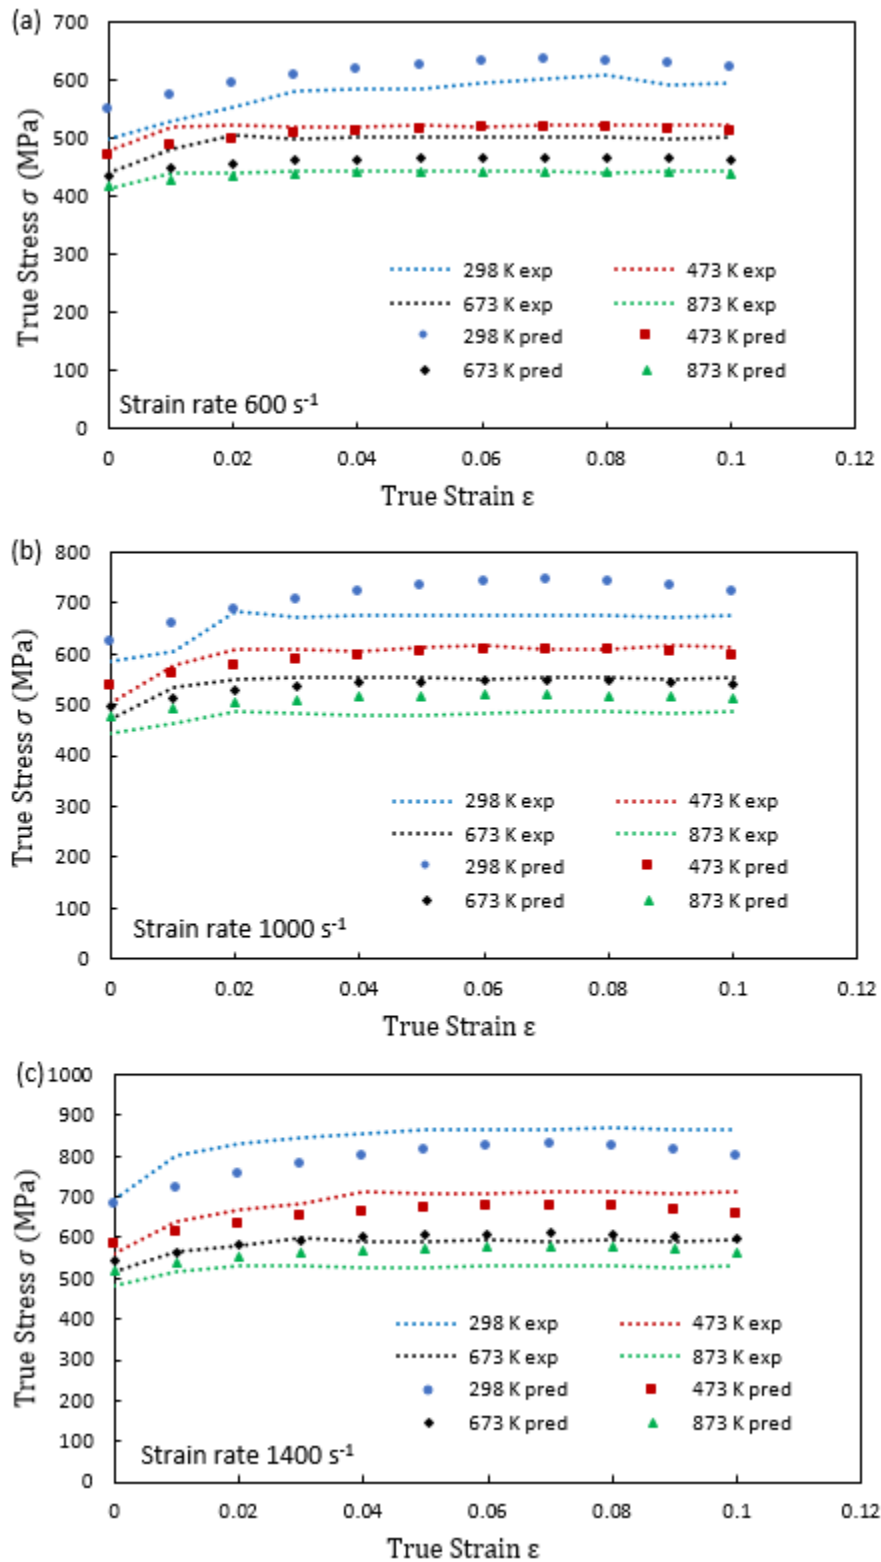 (a)
700
600
500
400
300
200
100
0
True Stress σ (MPa)
298 K exp 473 K exp
673 K exp 873 K exp
298 K pred 473 K pred
673 K pred 873 K pred
Strain rate 600 s⁻¹
0 0.02 0.04 0.06 0.08 0.1 0.12
True Strain ε
(b)
800
700
600
500
400
300
200
100
0
True Stress σ (MPa)
298 K exp 473 K exp
673 K exp 873 K exp
298 K pred 473 K pred
673 K pred 873 K pred
Strain rate 1000 s⁻¹
0 0.02 0.04 0.06 0.08 0.1 0.12
True Strain ε
(c)
1000
900
800
700
600
500
400
300
200
100
0
True Stress σ (MPa)
298 K exp 473 K exp
673 K exp 873 K exp
298 K pred 473 K pred
673 K pred 873 K pred
Strain rate 1400 s⁻¹
0 0.02 0.04 0.06 0.08 0.1 0.12
True Strain ε